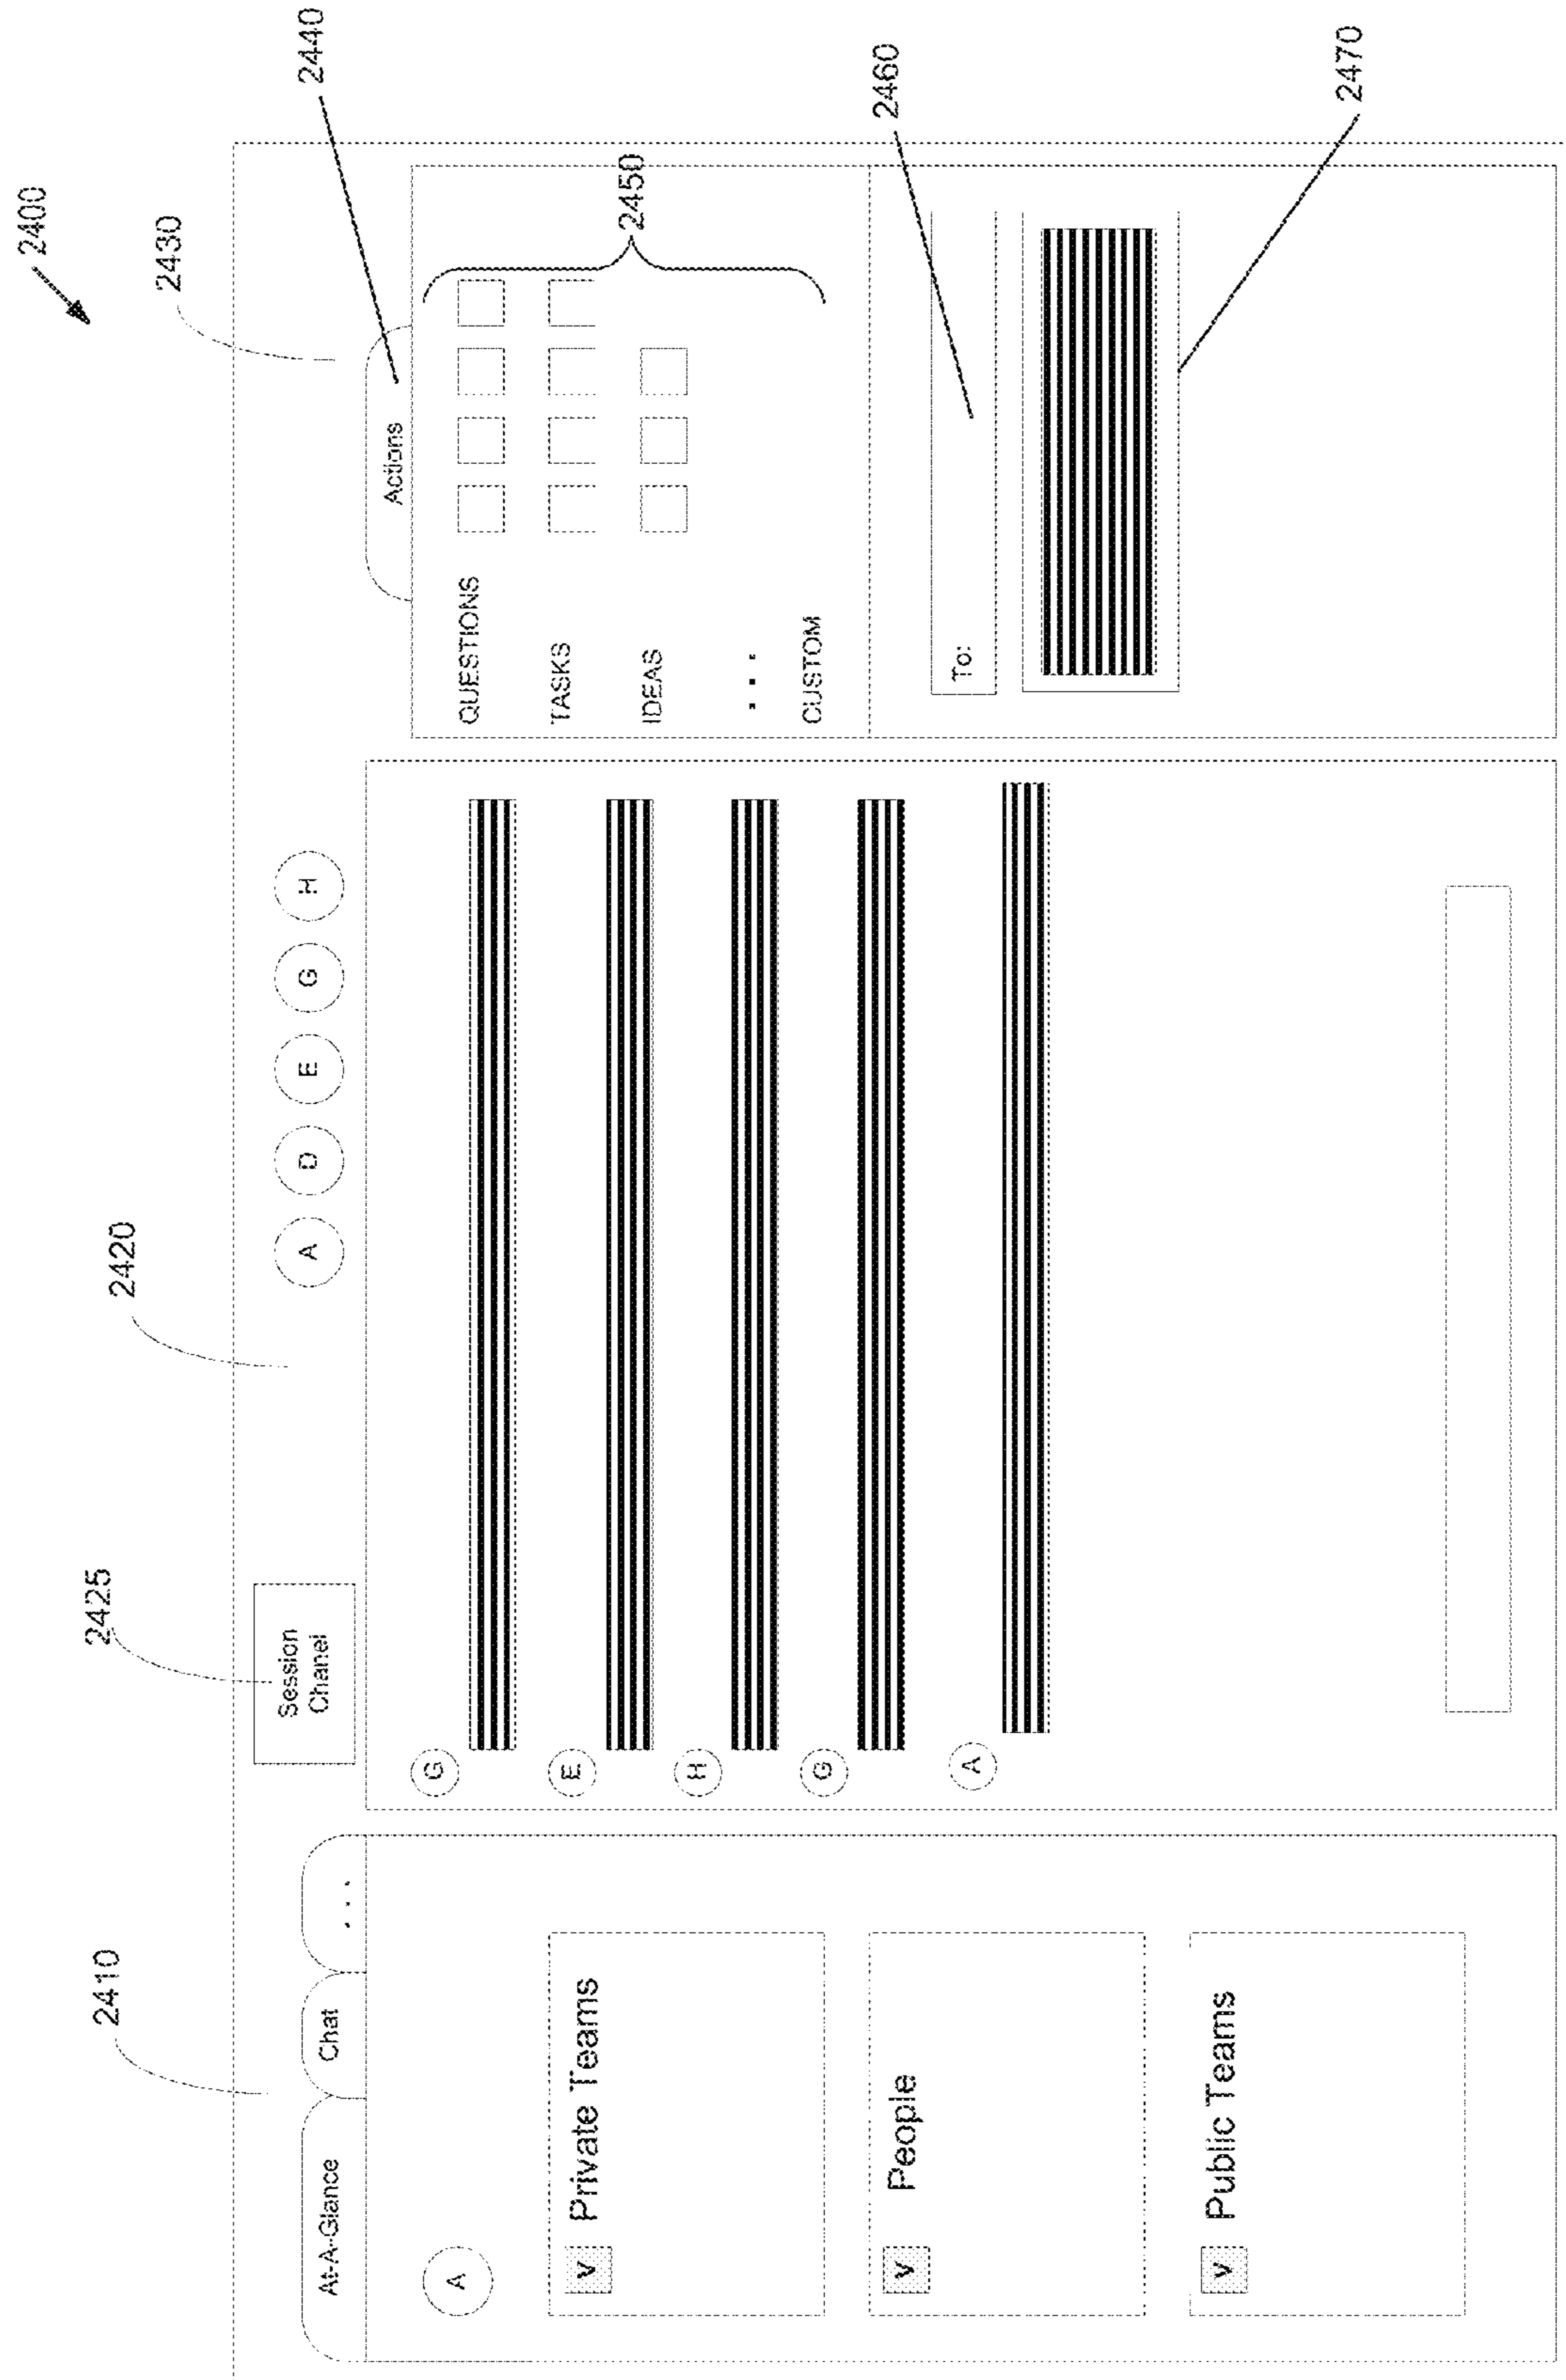 2400
2410
2420
2425
2430
2440
At-A-Glance
Chat
...
A
V Private Teams
V People
V Public Teams
Session
Chanel
A D E G H
G
E
H
G
A
Actions
QUESTIONS
TASKS
IDEAS
...
CUSTOM
2450
To:
2460
2470